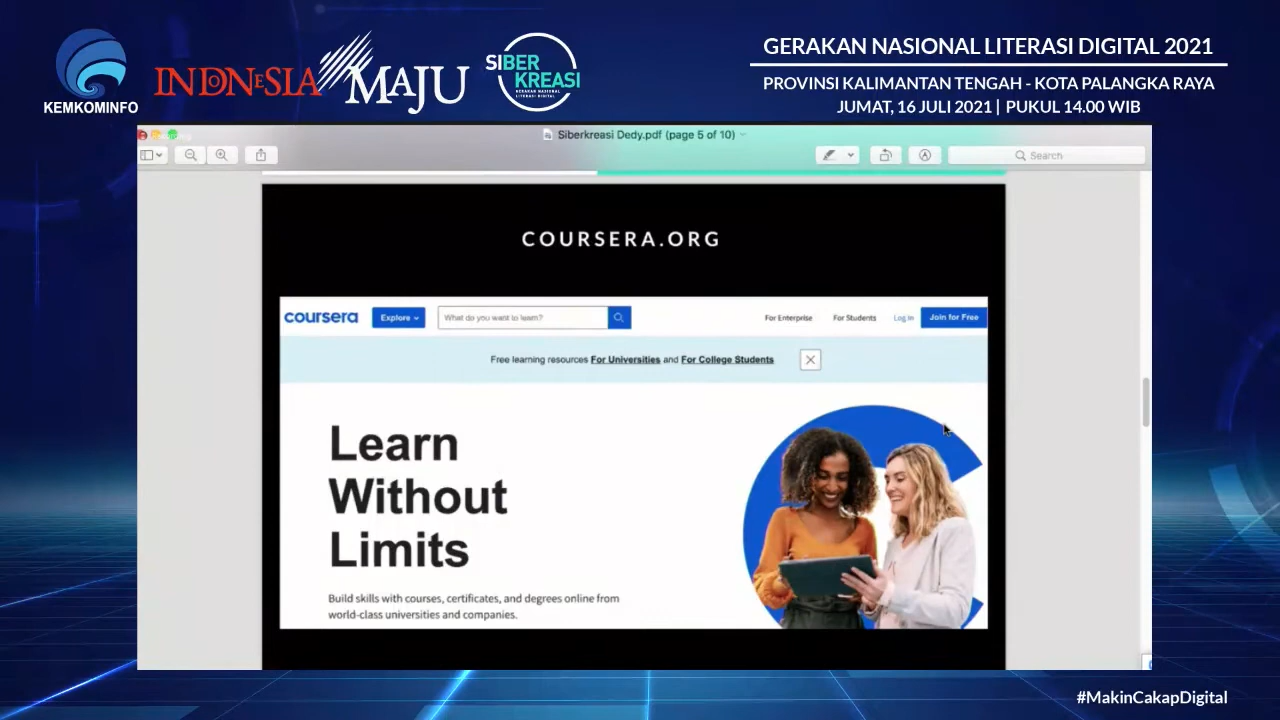 KEMKOMINFO
INDONESIA MAJU
SIBER
KREASI
GERAKAN NASIONAL
LITERASI DIGITAL
GERAKAN NASIONAL LITERASI DIGITAL 2021
PROVINSI KALIMANTAN TENGAH - KOTA PALANGKA RAYA
JUMAT, 16 JULI 2021 | PUKUL 14.00 WIB
Siberkreasi Dedy.pdf (page 5 of 10)
Search
COURSERA.ORG
coursera Explore What do you want to learn? For Enterprise For Students Log In Join for Free
Free learning resources For Universities and For College Students
Learn
Without
Limits
Build skills with courses, certificates, and degrees online from
world-class universities and companies.
#MakinCakapDigital